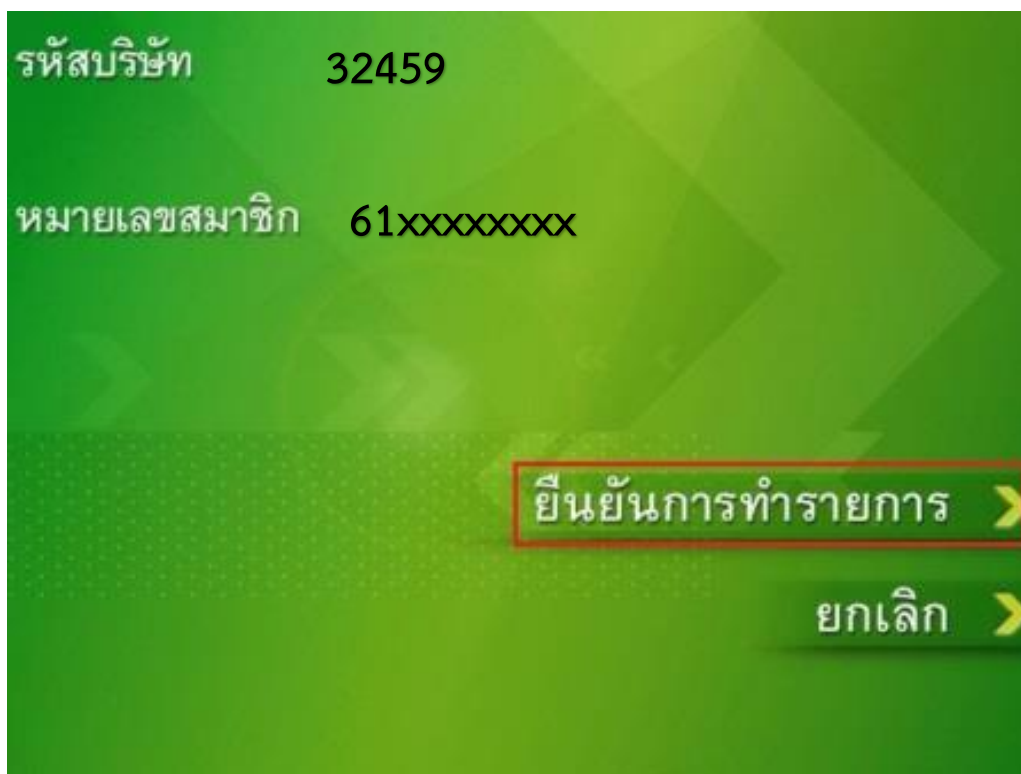 รหัสบริษัท 32459
หมายเลขสมาชิก 61xxxxxxxx
ยืนยันการทำรายการ
ยกเลิก